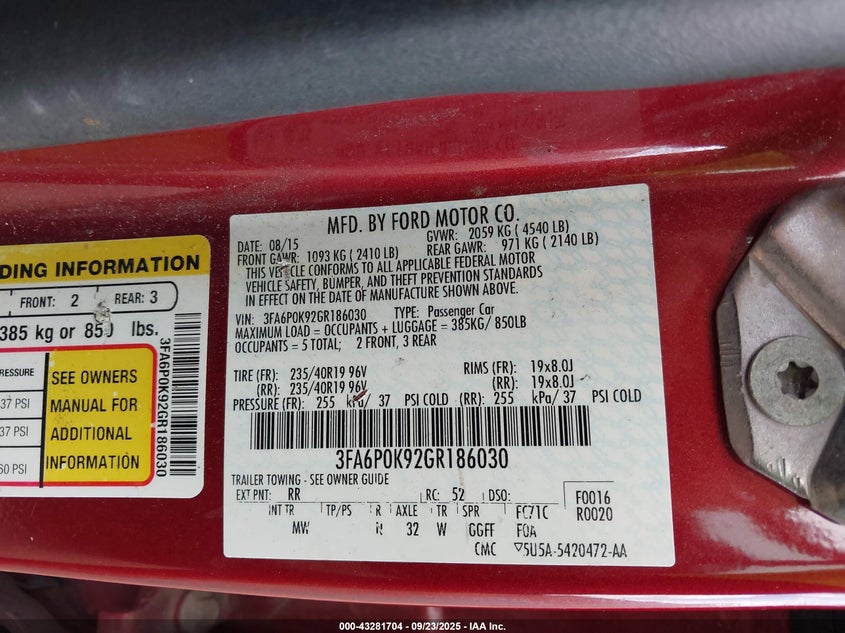 DING INFORMATION
FRONT: 2 REAR: 3
385 kg or 850 lbs.
RESSURE
37 PSI
37 PSI
60 PSI
SEE OWNERS
MANUAL FOR
ADDITIONAL
INFORMATION
3FA6P0K92GR186030
MFD. BY FORD MOTOR CO.
DATE: 08/15 GVWR: 2059 KG ( 4540 LB)
FRONT GAWR: 1093 KG ( 2410 LB) REAR GAWR: 971 KG ( 2140 LB)
THIS VEHICLE CONFORMS TO ALL APPLICABLE FEDERAL MOTOR
VEHICLE SAFETY, BUMPER, AND THEFT PREVENTION STANDARDS
IN EFFECT ON THE DATE OF MANUFACTURE SHOWN ABOVE.
VIN: 3FA6P0K92GR186030 TYPE: Passenger Car
MAXIMUM LOAD = OCCUPANTS + LUGGAGE = 385KG/ 850LB
OCCUPANTS = 5 TOTAL; 2 FRONT, 3 REAR
TIRE (FR): 235/40R19 96V RIMS (FR): 19x8.0J
(RR): 235/40R19 96V (RR): 19x8.0J
PRESSURE (FR): 255 kPa/ 37 PSI COLD (RR): 255 kPa/ 37 PSI COLD
3FA6P0K92GR186030
TRAILER TOWING - SEE OWNER GUIDE
EXT PNT: RR RC: 52 DSO: F0016
INT TR TP/PS R AXLE TR SPR FC71C R0020
MW N 32 W GGFF FOA
CMC 5U5A-5420472-AA
000-43281704 | 09/23/2025 | IAA Inc.